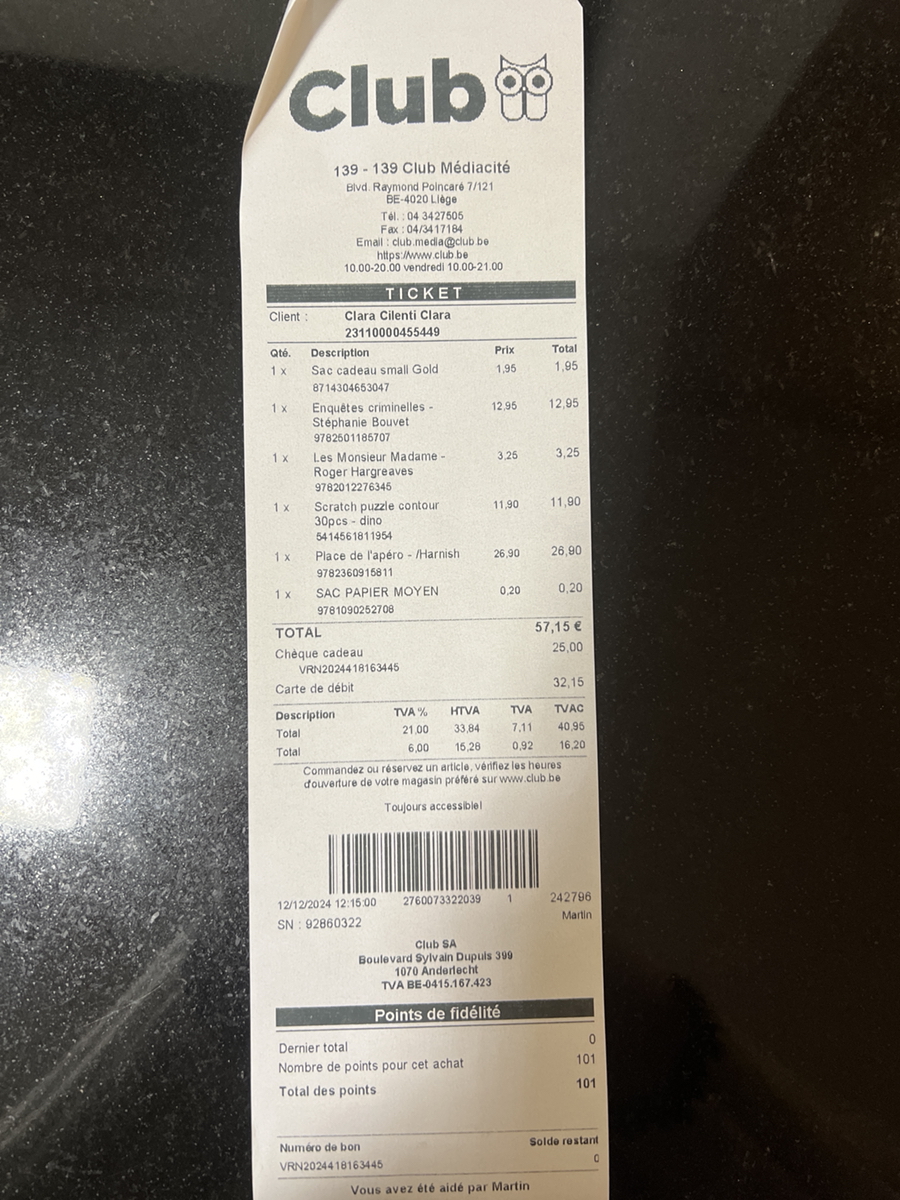 Club
139 - 139 Club Médiacité
Blvd. Raymond Poincaré 7/121
BE-4020 Liège
Tél. : 04 3427505
Fax : 04/3417184
Email : club.media@club.be
https://www.club.be
10.00-20.00 vendredi 10.00-21.00
TICKET
Client : Clara Cilenti Clara
23110000455449
Qté. Description Prix Total
1 x Sac cadeau small Gold 1,95 1,95
8714304653047
1 x Enquêtes criminelles - 12,95 12,95
Stéphanie Bouvet
9782501185707
1 x Les Monsieur Madame - 3,25 3,25
Roger Hargreaves
9782012276345
1 x Scratch puzzle contour 11,90 11,90
30pcs - dino
5414561811954
1 x Place de l'apéro - /Harnish 26,90 26,90
9782360915811
1 x SAC PAPIER MOYEN 0,20 0,20
9781090252708
TOTAL 57,15 €
Chèque cadeau 25,00
VRN2024418163445
Carte de débit 32,15
Description TVA % HTVA TVA TVAC
Total 21,00 33,84 7,11 40,95
Total 6,00 15,28 0,92 16,20
Commandez ou réservez un article, vérifiez les heures
d'ouverture de votre magasin préféré sur www.club.be
Toujours accessible!
12/12/2024 12:15:00 2760073322039 1 242796
SN : 92860322 Martin
Club SA
Boulevard Sylvain Dupuis 399
1070 Anderlecht
TVA BE-0415.167.423
Points de fidélité
Dernier total 0
Nombre de points pour cet achat 101
Total des points 101
Numéro de bon Solde restant
VRN2024418163445 0
Vous avez été aidé par Martin